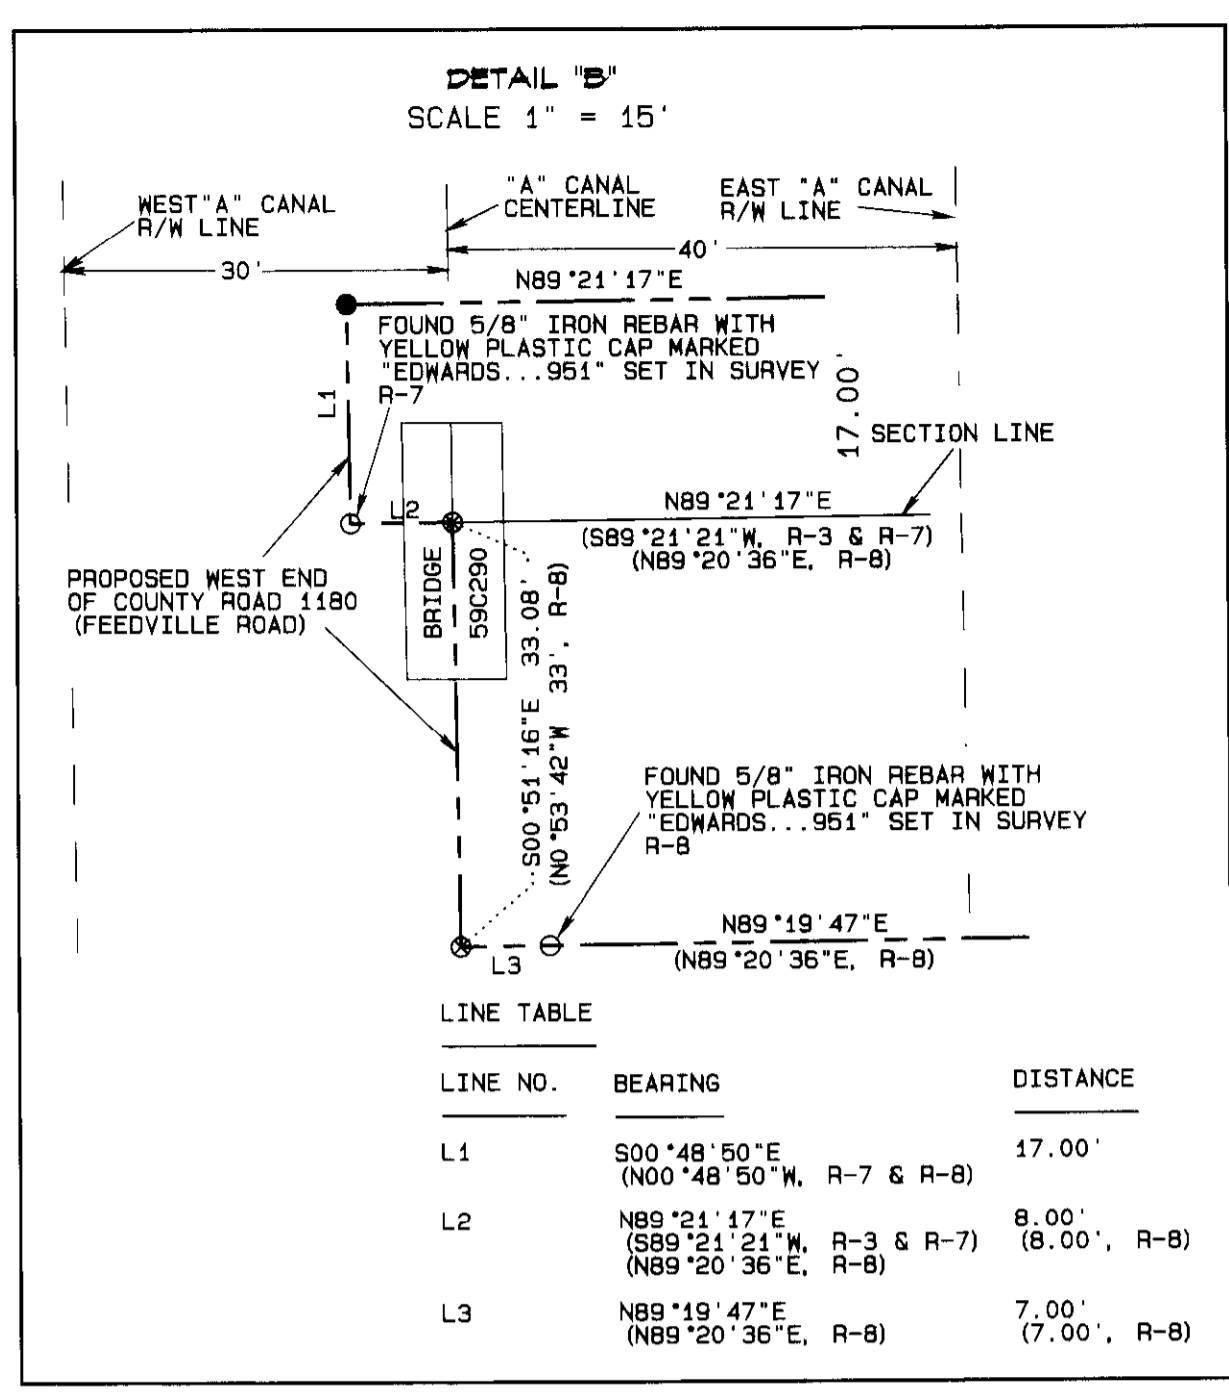 DETAIL "B"
SCALE 1" = 15'
WEST "A" CANAL
R/W LINE
"A" CANAL
CENTERLINE
EAST "A" CANAL
R/W LINE
30'
40'
N89°21'17"E
FOUND 5/8" IRON REBAR WITH
YELLOW PLASTIC CAP MARKED
"EDWARDS...951" SET IN SURVEY
R-7
L1
17.00'
SECTION LINE
L2
N89°21'17"E
(S89°21'21"W, R-3 & R-7)
(N89°20'36"E, R-8)
PROPOSED WEST END
OF COUNTY ROAD 1180
(FEEDVILLE ROAD)
BRIDGE
59C290
S00°51'16"E 33.08'
(N0°53'42"W 33', R-8)
FOUND 5/8" IRON REBAR WITH
YELLOW PLASTIC CAP MARKED
"EDWARDS...951" SET IN SURVEY
R-8
N89°19'47"E
(N89°20'36"E, R-8)
L3
LINE TABLE
LINE NO. BEARING DISTANCE
L1 S00°48'50"E 17.00'
(N00°48'50"W, R-7 & R-8)
L2 N89°21'17"E 8.00'
(S89°21'21"W, R-3 & R-7) (8.00', R-8)
(N89°20'36"E, R-8)
L3 N89°19'47"E 7.00'
(N89°20'36"E, R-8) (7.00', R-8)